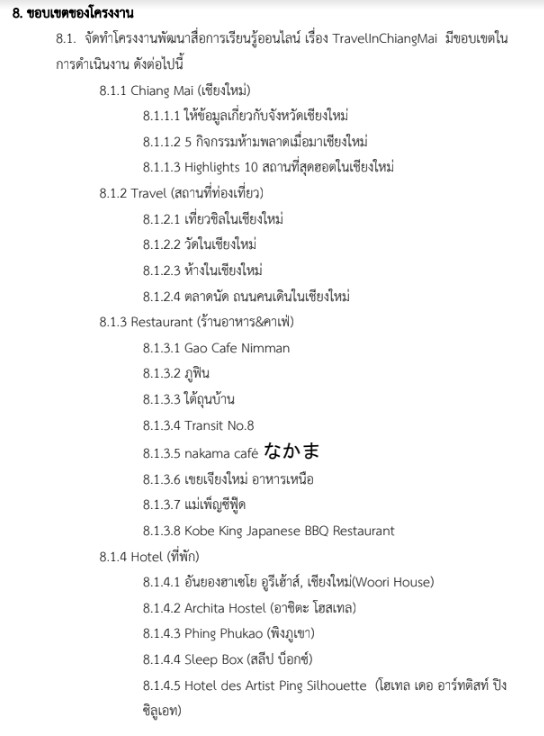 8. ขอบเขตของโครงงาน
8.1. จัดทำโครงงานพัฒนาสื่อการเรียนรู้ออนไลน์ เรื่อง TravelInChiangMai มีขอบเขตใน
การดำเนินงาน ดังต่อไปนี้
8.1.1 Chiang Mai (เชียงใหม่)
8.1.1.1 ให้ข้อมูลเกี่ยวกับจังหวัดเชียงใหม่
8.1.1.2 5 กิจกรรมห้ามพลาดเมื่อมาเชียงใหม่
8.1.1.3 Highlights 10 สถานที่สุดฮอตในเชียงใหม่
8.1.2 Travel (สถานที่ท่องเที่ยว)
8.1.2.1 เที่ยวชิลในเชียงใหม่
8.1.2.2 วัดในเชียงใหม่
8.1.2.3 ห้างในเชียงใหม่
8.1.2.4 ตลาดนัด ถนนคนเดินในเชียงใหม่
8.1.3 Restaurant (ร้านอาหาร&คาเฟ่)
8.1.3.1 Gao Cafe Nimman
8.1.3.2 ภูฟิน
8.1.3.3 ใต้ถุนบ้าน
8.1.3.4 Transit No.8
8.1.3.5 nakama café なかま
8.1.3.6 เขยเจียงใหม่ อาหารเหนือ
8.1.3.7 แม่เพ็ญซีฟู๊ด
8.1.3.8 Kobe King Japanese BBQ Restaurant
8.1.4 Hotel (ที่พัก)
8.1.4.1 อันยองฮาเซโย อูรีเฮ้าส์, เชียงใหม่(Woori House)
8.1.4.2 Archita Hostel (อาชิตะ โฮสเทล)
8.1.4.3 Phing Phukao (พิงภูเขา)
8.1.4.4 Sleep Box (สลีป บ็อกซ์)
8.1.4.5 Hotel des Artist Ping Silhouette (โฮเทล เดอ อาร์ทติสท์ ปิง
ซิลูเอท)